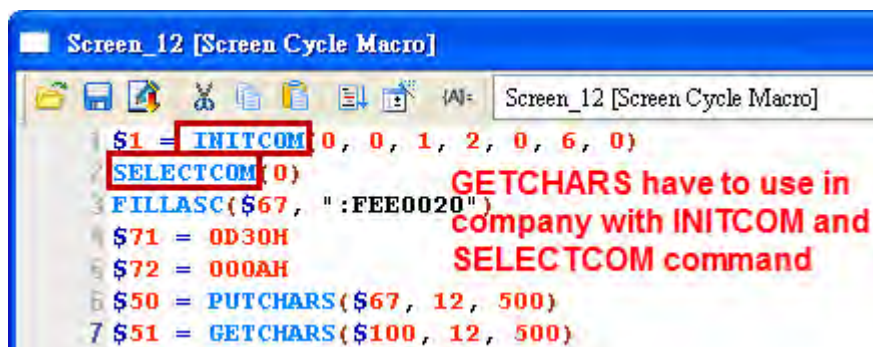 Screen_12 [Screen Cycle Macro]
{A}= Screen_12 [Screen Cycle Macro]
1 $1 = INITCOM(0, 0, 1, 2, 0, 6, 0)
2 SELECTCOM(0)
3 FILLASC($67, ":FEE0020")
4 $71 = 0D30H
5 $72 = 000AH
6 $50 = PUTCHARS($67, 12, 500)
7 $51 = GETCHARS($100, 12, 500)
GETCHARS have to use in
company with INITCOM and
SELECTCOM command